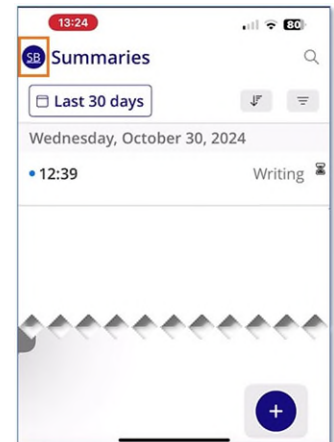 13:24
80
SB Summaries
Last 30 days
Wednesday, October 30, 2024
12:39 Writing